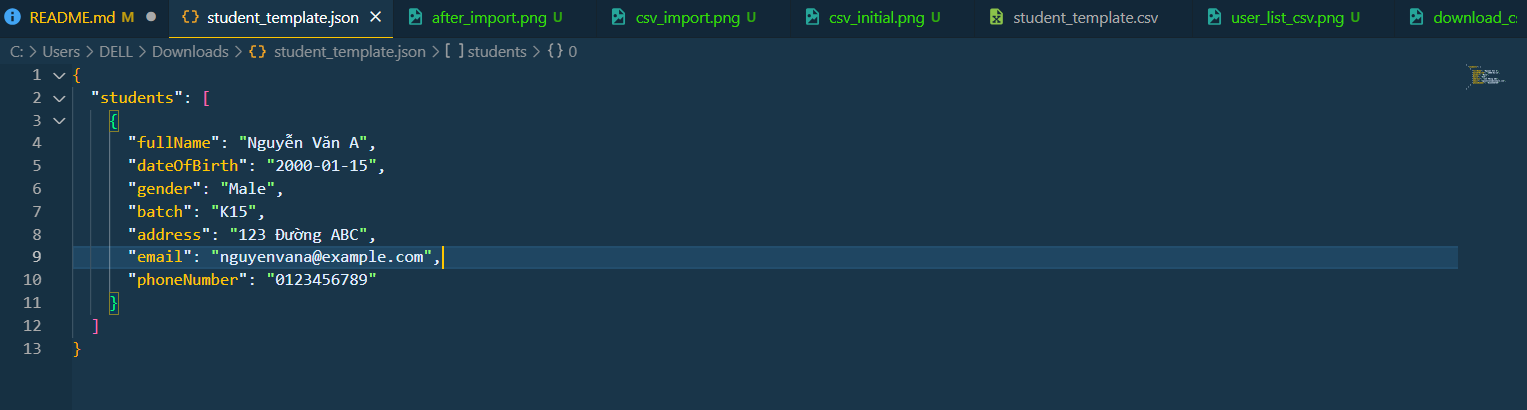 README.md M
student_template.json
after_import.png U
csv_import.png U
csv_initial.png U
student_template.csv
user_list_csv.png U
download_cs
C: > Users > DELL > Downloads > {} student_template.json > [ ] students > {} 0
1 {
2 "students": [
3 {
4 "fullName": "Nguyễn Văn A",
5 "dateOfBirth": "2000-01-15",
6 "gender": "Male",
7 "batch": "K15",
8 "address": "123 Đường ABC",
9 "email": "nguyenvana@example.com",
10 "phoneNumber": "0123456789"
11 }
12 ]
13 }